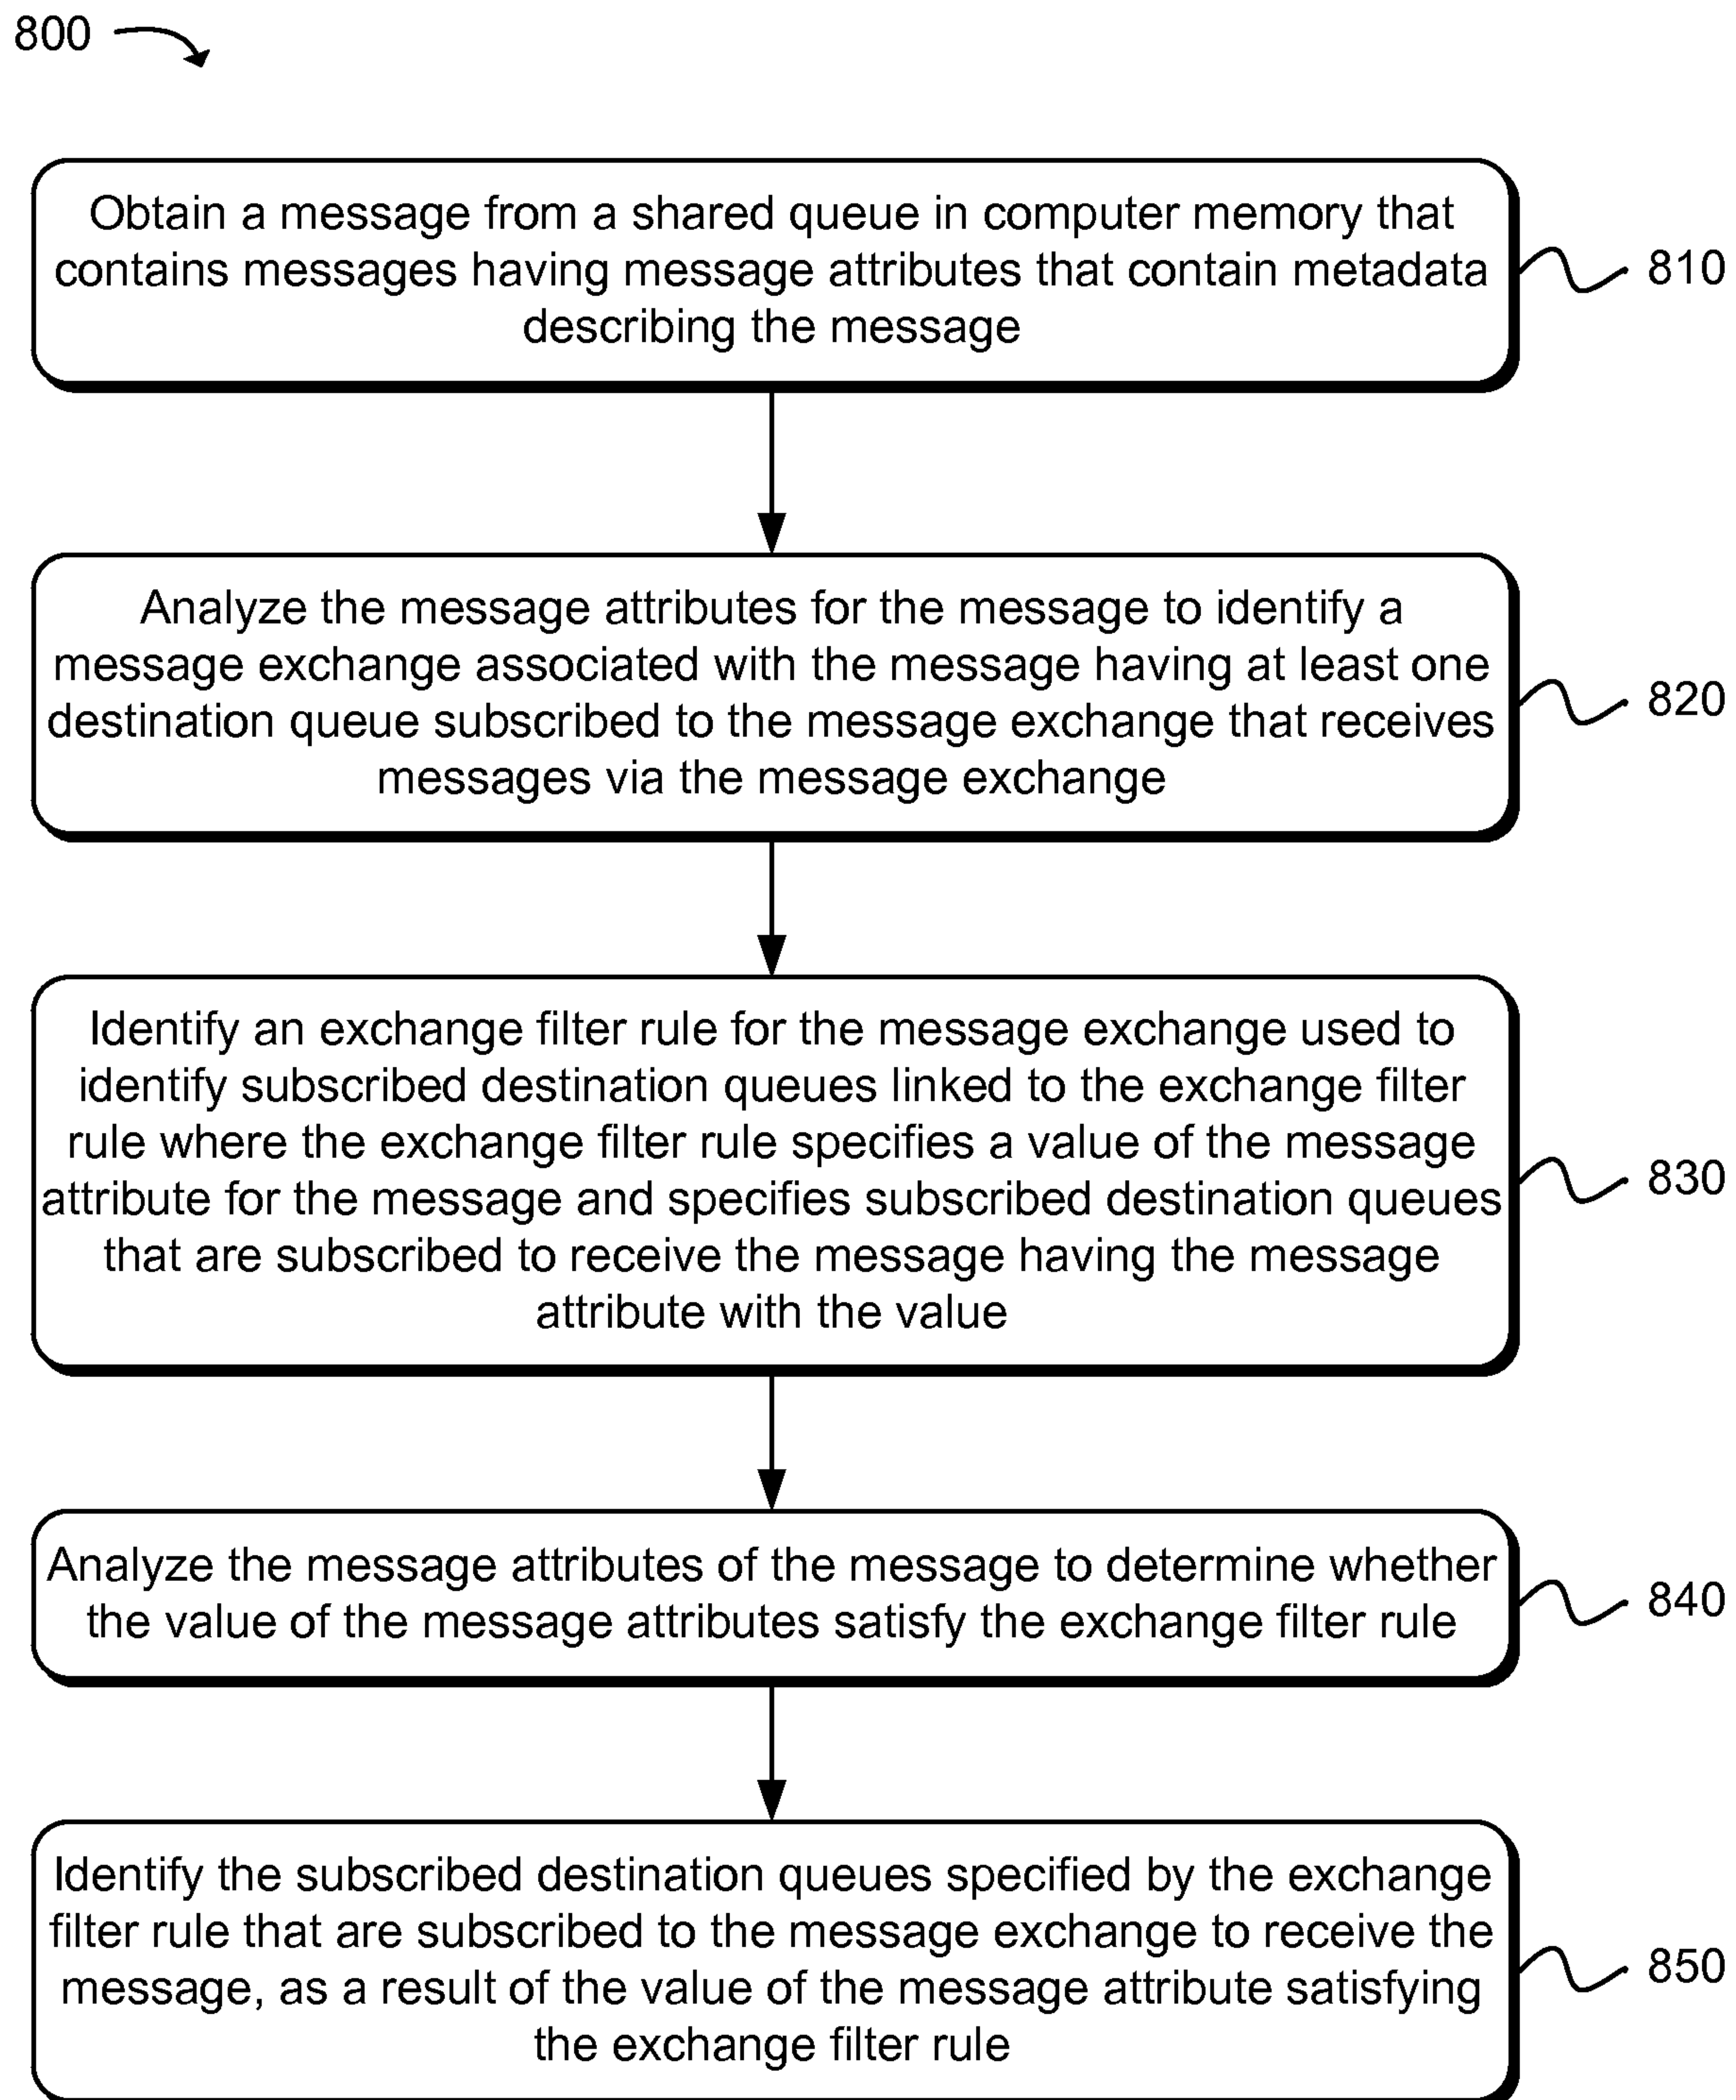 800
Obtain a message from a shared queue in computer memory that
contains messages having message attributes that contain metadata
describing the message
810
Analyze the message attributes for the message to identify a
message exchange associated with the message having at least one
destination queue subscribed to the message exchange that receives
messages via the message exchange
820
Identify an exchange filter rule for the message exchange used to
identify subscribed destination queues linked to the exchange filter
rule where the exchange filter rule specifies a value of the message
attribute for the message and specifies subscribed destination queues
that are subscribed to receive the message having the message
attribute with the value
830
Analyze the message attributes of the message to determine whether
the value of the message attributes satisfy the exchange filter rule
840
Identify the subscribed destination queues specified by the exchange
filter rule that are subscribed to the message exchange to receive the
message, as a result of the value of the message attribute satisfying
the exchange filter rule
850